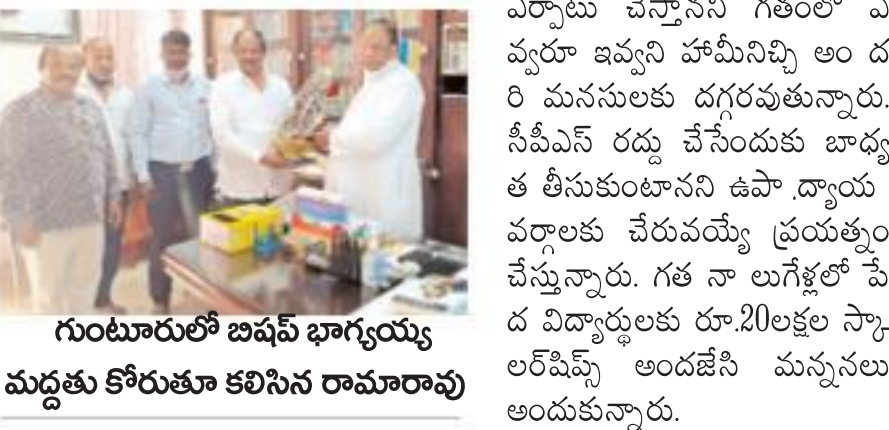 గుంటూరులో బిషప్ భాగ్యయ్య
మద్దతు కోరుతూ కలిసిన రామారావు
ఏర్పాటు చేస్తానని గతంలో ఎ
వ్వరూ ఇవ్వని హామీనిచ్చి అం ద
రి మనసులకు దగ్గరవుతున్నారు.
సీపీఎస్ రద్దు చేసేందుకు బాధ్య
త తీసుకుంటానని ఉపా .ధ్యాయ
వర్గాలకు చేరువయ్యే ప్రయత్నం
చేస్తున్నారు. గత నా లుగేళ్లలో పే
ద విద్యార్థులకు రూ.20లక్షల స్కా
లర్‌షిప్స్ అందజేసి మన్ననలు
అందుకున్నారు.